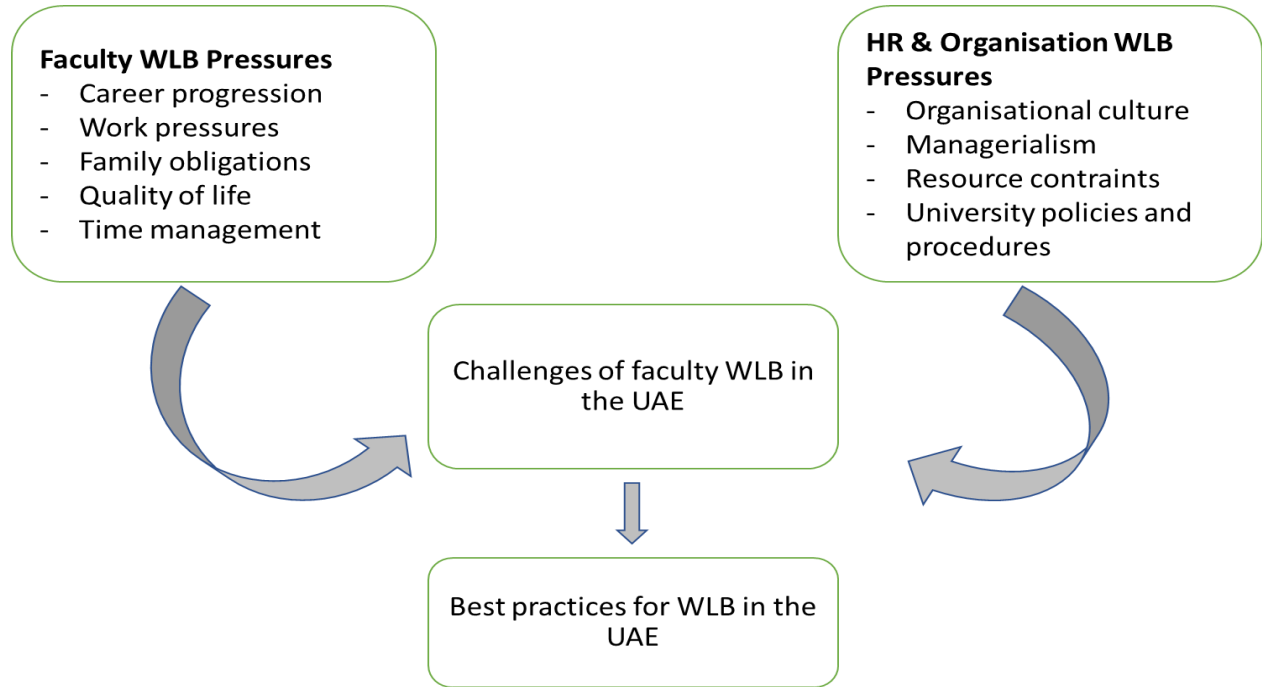 Faculty WLB Pressures
- Career progression
- Work pressures
- Family obligations
- Quality of life
- Time management
HR & Organisation WLB
Pressures
- Organisational culture
- Managerialism
- Resource contraints
- University policies and
procedures
Challenges of faculty WLB in
the UAE
Best practices for WLB in the
UAE